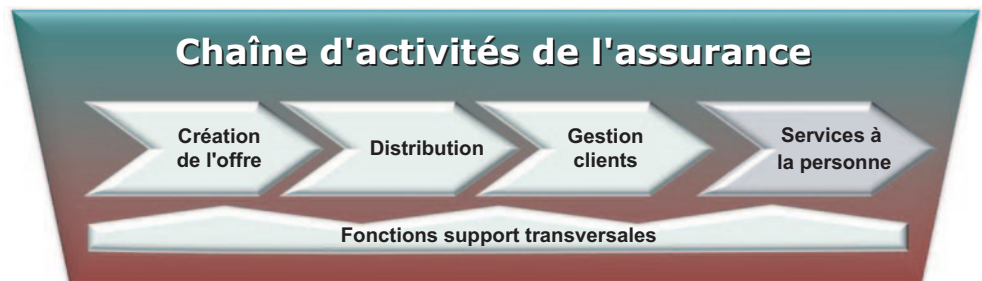 Chaîne d'activités de l'assurance
Création
de l'offre
Distribution
Gestion
clients
Services à
la personne
Fonctions support transversales